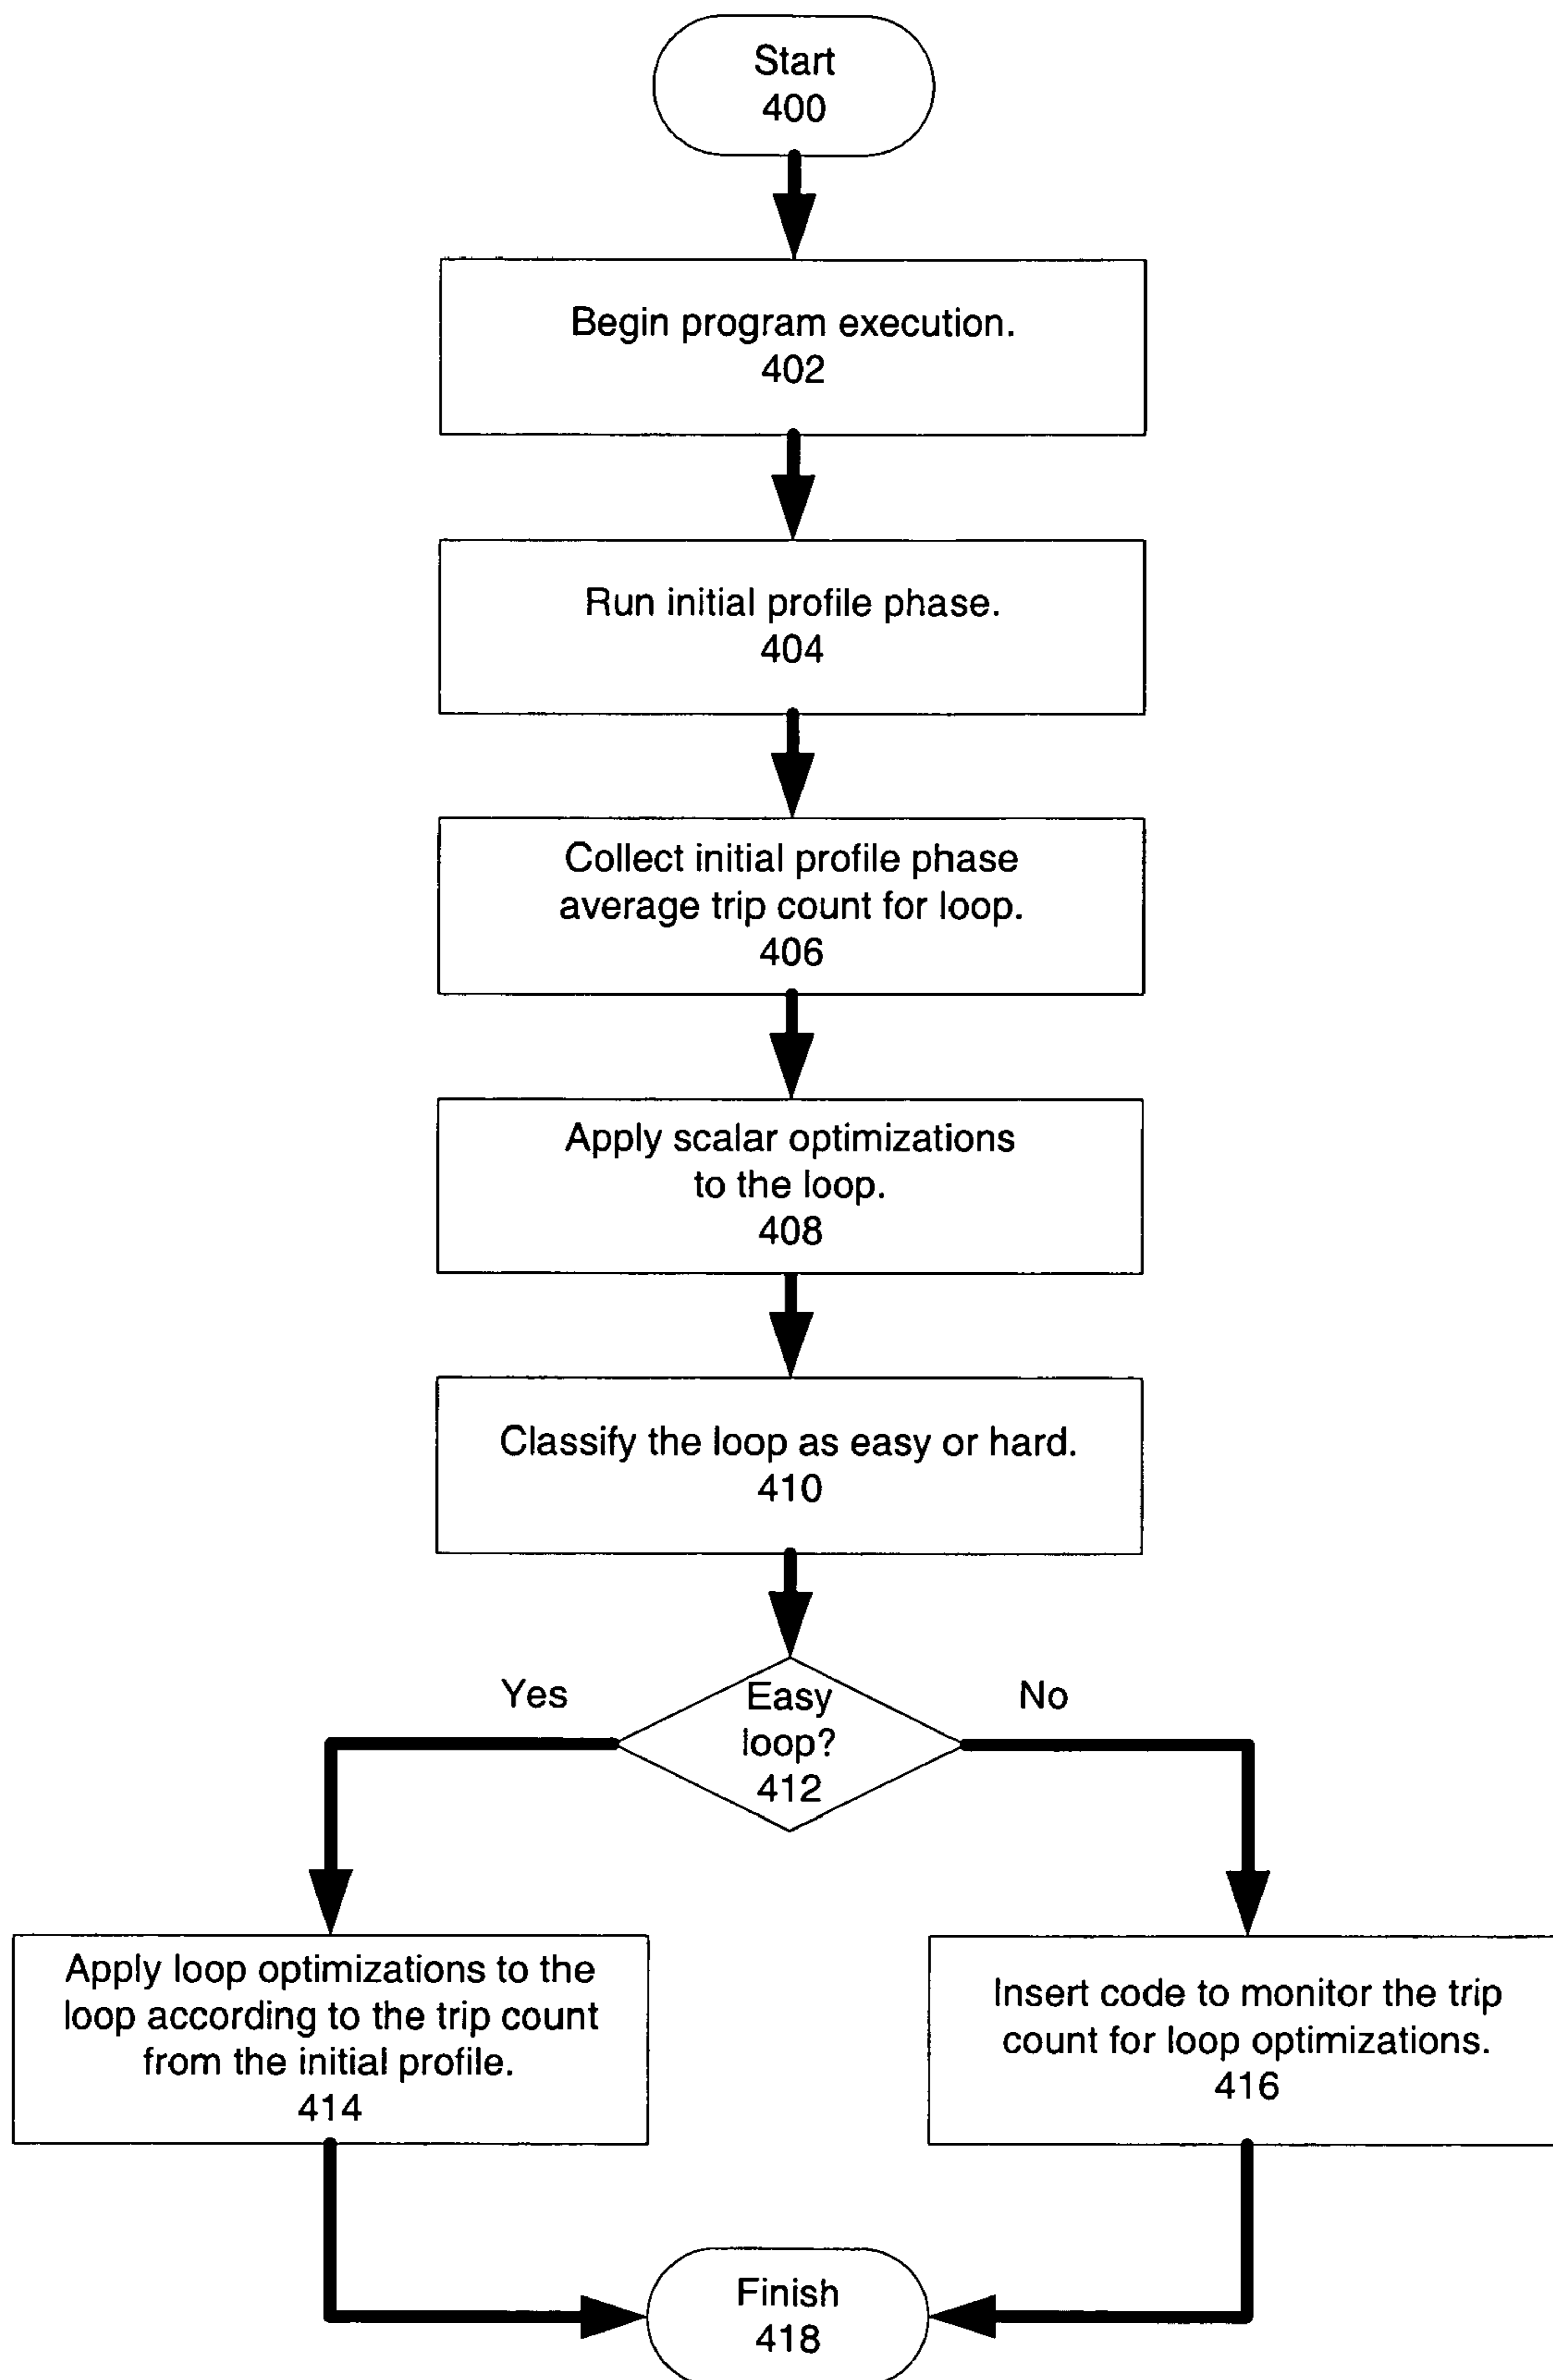 Start
400
Begin program execution.
402
Run initial profile phase.
404
Collect initial profile phase
average trip count for loop.
406
Apply scalar optimizations
to the loop.
408
Classify the loop as easy or hard.
410
Yes
No
Easy
loop?
412
Apply loop optimizations to the
loop according to the trip count
from the initial profile.
414
Insert code to monitor the trip
count for loop optimizations.
416
Finish
418